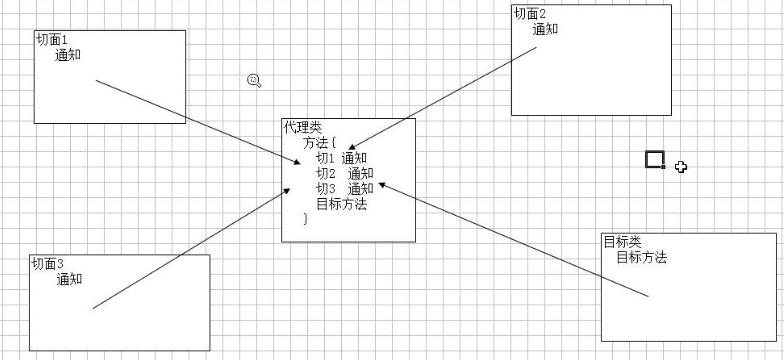 切面1
通知
切面2
通知
代理类
方法{
切1 通知
切2 通知
切3 通知
目标方法
}
切面3
通知
目标类
目标方法